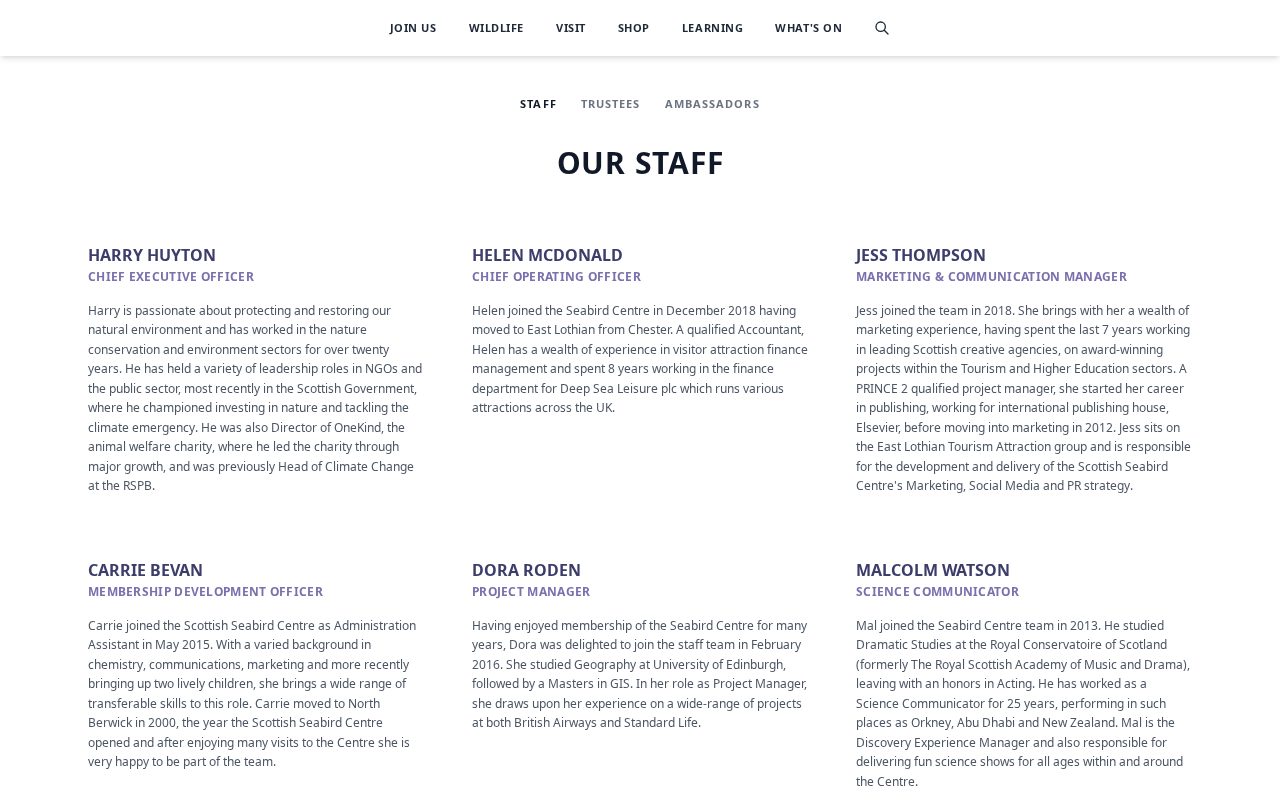 JOIN US WILDLIFE VISIT SHOP LEARNING WHAT'S ON
STAFF TRUSTEES AMBASSADORS
OUR STAFF
HARRY HUYTON
CHIEF EXECUTIVE OFFICER
Harry is passionate about protecting and restoring our
natural environment and has worked in the nature
conservation and environment sectors for over twenty
years. He has held a variety of leadership roles in NGOs and
the public sector, most recently in the Scottish Government,
where he championed investing in nature and tackling the
climate emergency. He was also Director of OneKind, the
animal welfare charity, where he led the charity through
major growth, and was previously Head of Climate Change
at the RSPB.
HELEN MCDONALD
CHIEF OPERATING OFFICER
Helen joined the Seabird Centre in December 2018 having
moved to East Lothian from Chester. A qualified Accountant,
Helen has a wealth of experience in visitor attraction finance
management and spent 8 years working in the finance
department for Deep Sea Leisure plc which runs various
attractions across the UK.
JESS THOMPSON
MARKETING & COMMUNICATION MANAGER
Jess joined the team in 2018. She brings with her a wealth of
marketing experience, having spent the last 7 years working
in leading Scottish creative agencies, on award-winning
projects within the Tourism and Higher Education sectors. A
PRINCE 2 qualified project manager, she started her career
in publishing, working for international publishing house,
Elsevier, before moving into marketing in 2012. Jess sits on
the East Lothian Tourism Attraction group and is responsible
for the development and delivery of the Scottish Seabird
Centre's Marketing, Social Media and PR strategy.
CARRIE BEVAN
MEMBERSHIP DEVELOPMENT OFFICER
Carrie joined the Scottish Seabird Centre as Administration
Assistant in May 2015. With a varied background in
chemistry, communications, marketing and more recently
bringing up two lively children, she brings a wide range of
transferable skills to this role. Carrie moved to North
Berwick in 2000, the year the Scottish Seabird Centre
opened and after enjoying many visits to the Centre she is
very happy to be part of the team.
DORA RODEN
PROJECT MANAGER
Having enjoyed membership of the Seabird Centre for many
years, Dora was delighted to join the staff team in February
2016. She studied Geography at University of Edinburgh,
followed by a Masters in GIS. In her role as Project Manager,
she draws upon her experience on a wide-range of projects
at both British Airways and Standard Life.
MALCOLM WATSON
SCIENCE COMMUNICATOR
Mal joined the Seabird Centre team in 2013. He studied
Dramatic Studies at the Royal Conservatoire of Scotland
(formerly The Royal Scottish Academy of Music and Drama),
leaving with an honors in Acting. He has worked as a
Science Communicator for 25 years, performing in such
places as Orkney, Abu Dhabi and New Zealand. Mal is the
Discovery Experience Manager and also responsible for
delivering fun science shows for all ages within and around
the Centre.